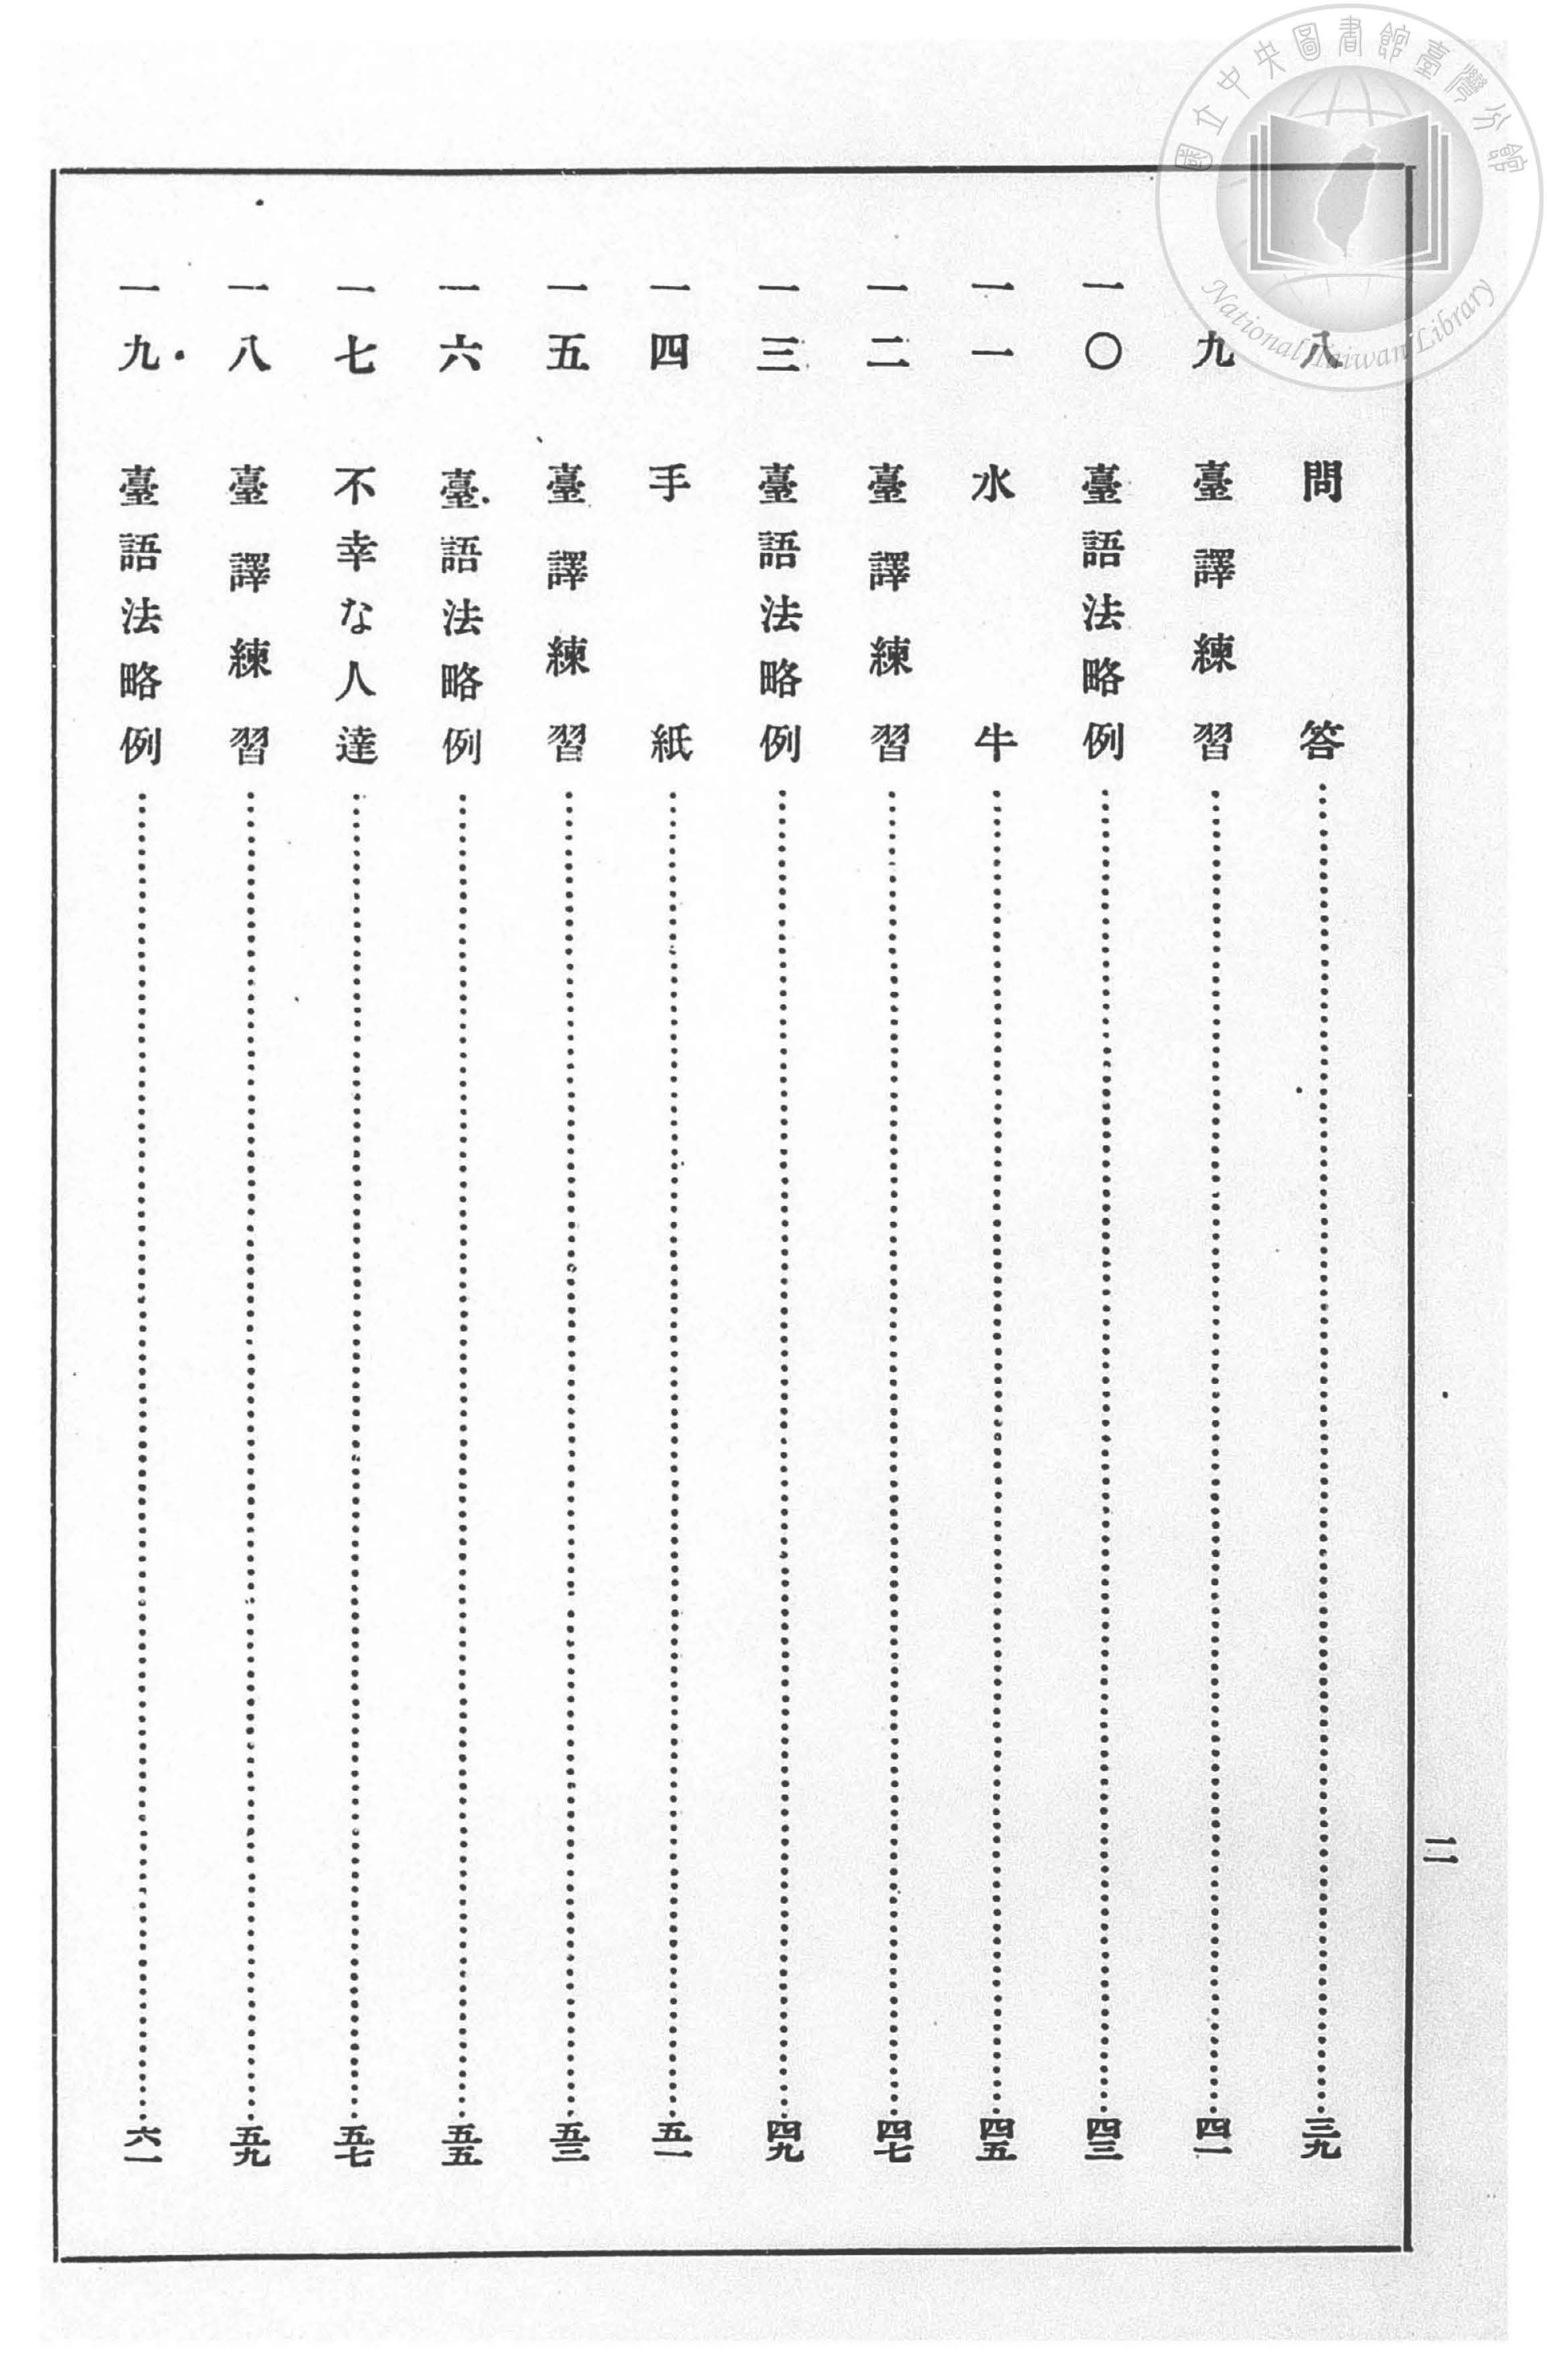 國立中央圖書館臺灣分館
National Taiwan Library
八 問答……三九
九 臺譯練習……四一
一〇 臺語法略例……四三
一一 水牛……四五
一二 臺譯練習……四七
一三 臺語法略例……四九
一四 手紙……五一
一五 臺譯練習……五三
一六 臺語法略例……五五
一七 不幸な人達……五七
一八 臺譯練習……五九
一九 臺語法略例……六一
二